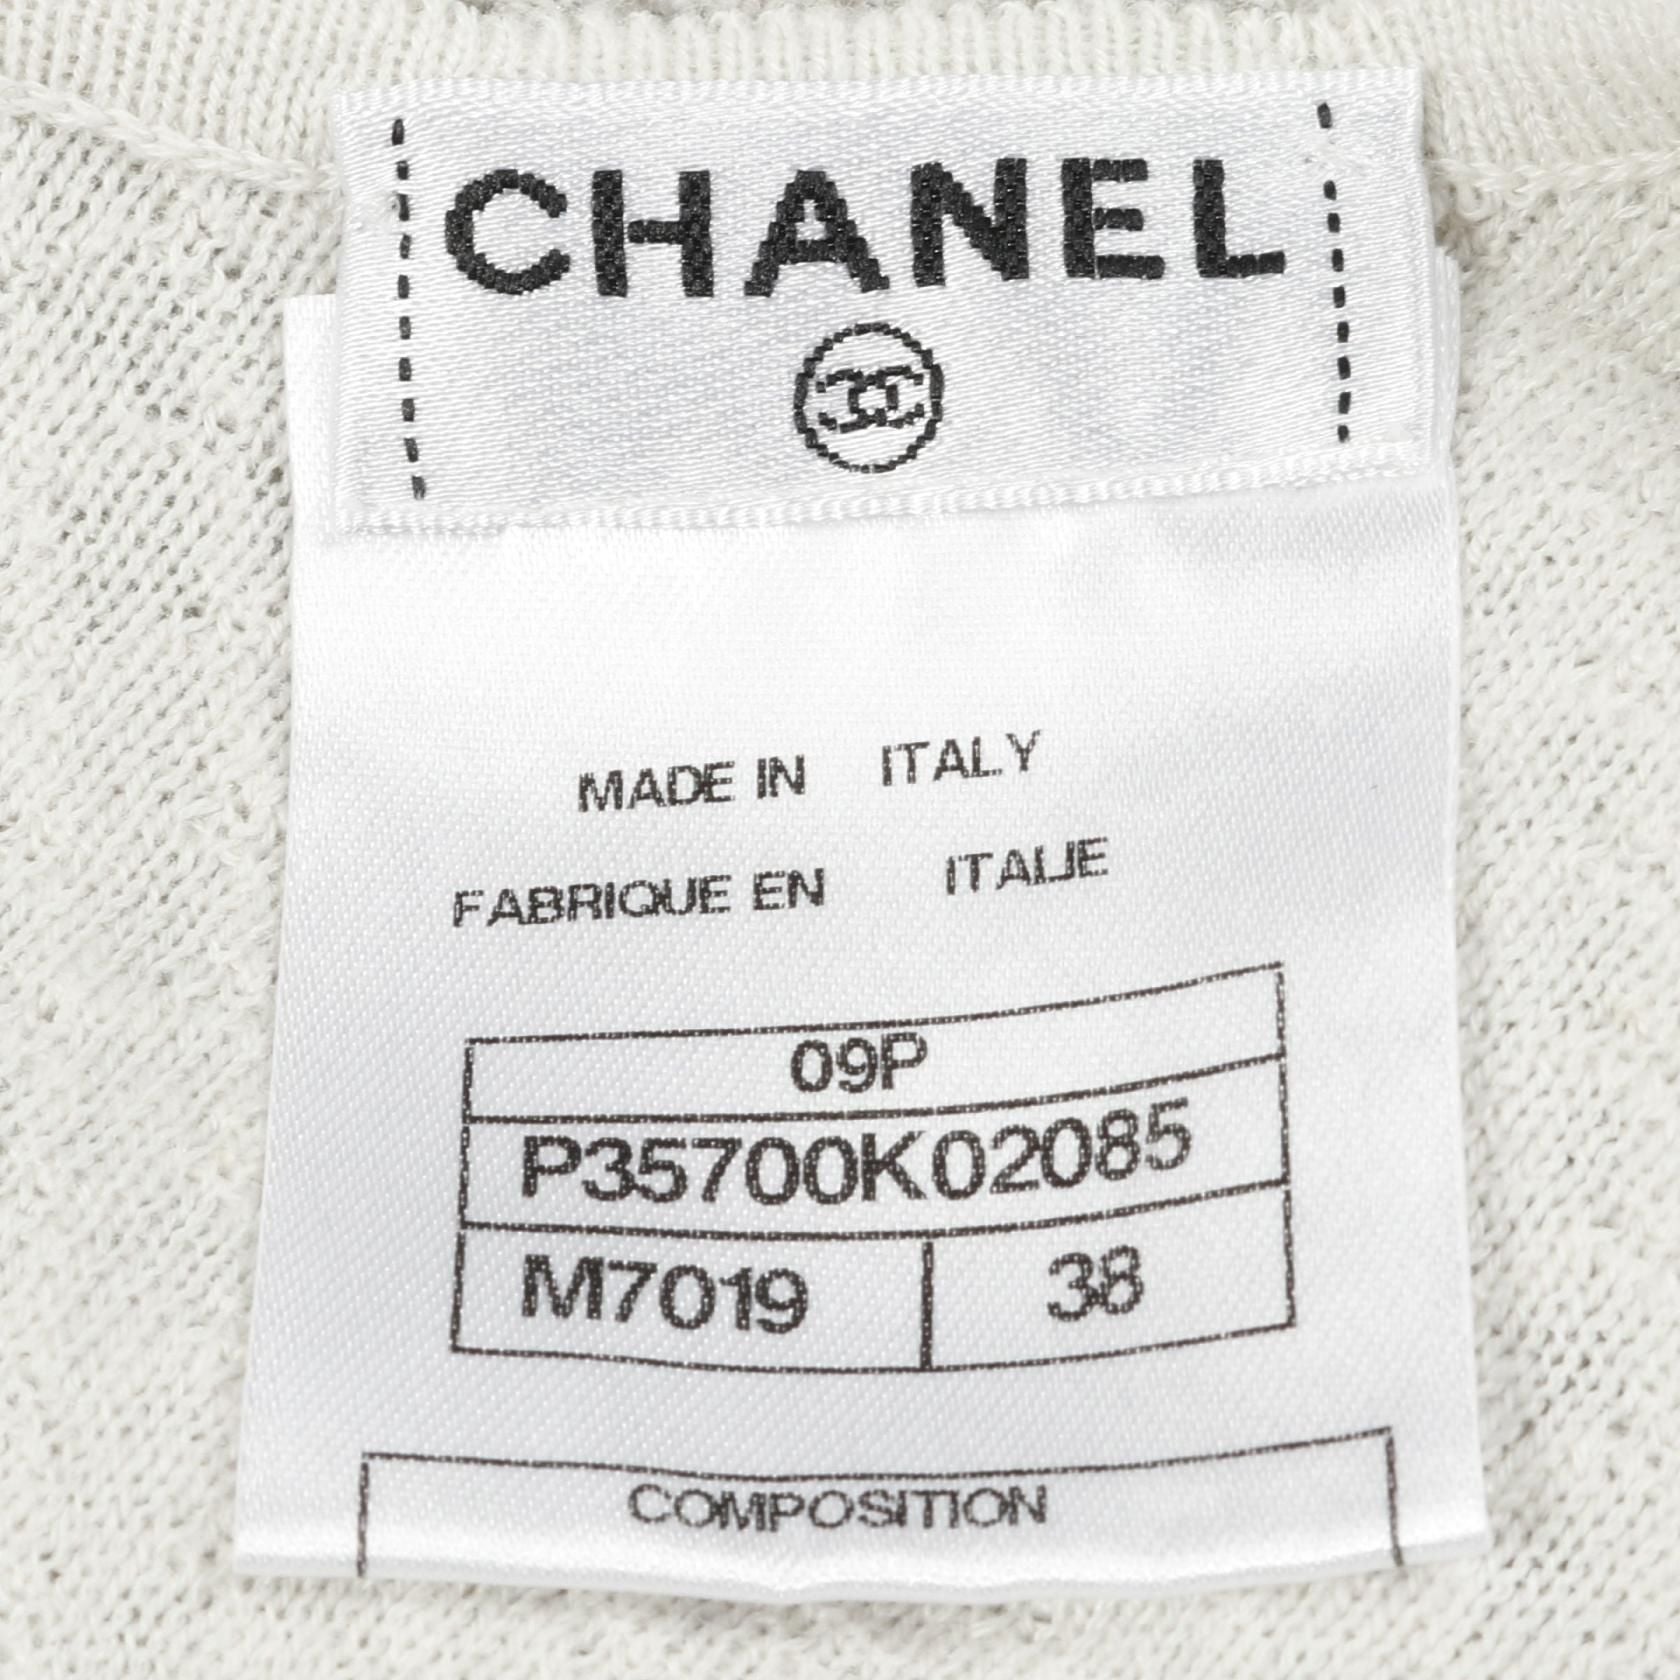 CHANEL
MADE IN ITALY
FABRIQUE EN ITALIE
09P
P35700K02085
M7019 38
COMPOSITION